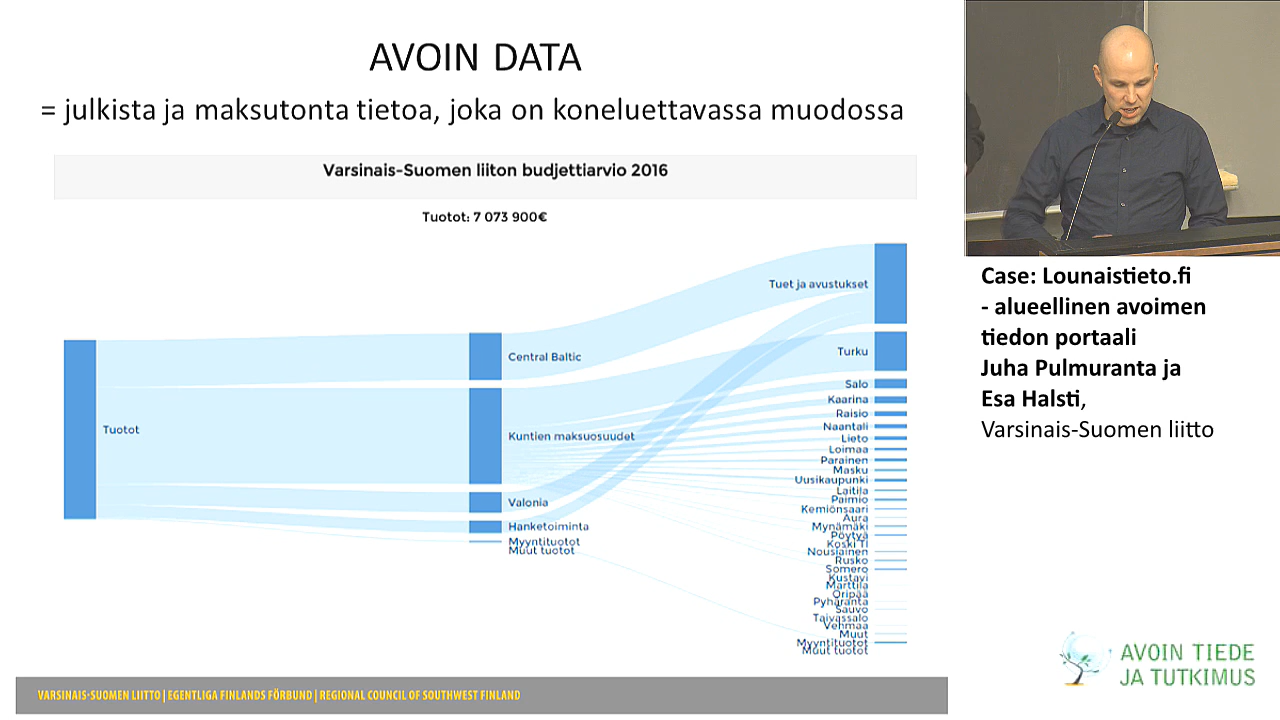 AVOIN DATA
= julkista ja maksutonta tietoa, joka on koneluettavassa muodossa
Varsinais-Suomen liiton budjettiarvio 2016
Tuotot: 7 073 900€
Tuotot
Central Baltic
Kuntien maksuosuudet
Valonia
Hanketoiminta
Myyntituotot
Muut tuotot
Tuet ja avustukset
Turku
Salo
Kaarina
Raisio
Naantali
Lieto
Loimaa
Parainen
Masku
Uusikaupunki
Laitila
Paimio
Kemiönsaari
Aura
Mynämäki
Pöytyä
Koski Tl
Nousiainen
Rusko
Somero
Kustavi
Marttila
Oripää
Pyhäranta
Sauvo
Taivassalo
Vehmaa
Muut
Myyntituotot
Muut tuotot
VARSINAIS-SUOMEN LIITTO | EGENTLIGA FINLANDS FÖRBUND | REGIONAL COUNCIL OF SOUTHWEST FINLAND
Case: Lounaistieto.fi
- alueellinen avoimen
tiedon portaali
Juha Pulmuranta ja
Esa Halsti,
Varsinais-Suomen liitto
AVOIN TIEDE
JA TUTKIMUS